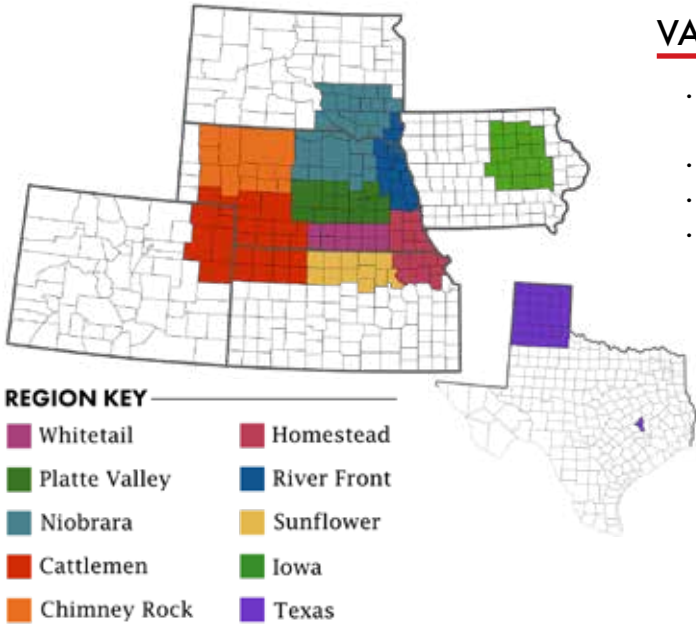 VA
REGION KEY
Whitetail
Homestead
Platte Valley
River Front
Niobrara
Sunflower
Cattlemen
Iowa
Chimney Rock
Texas